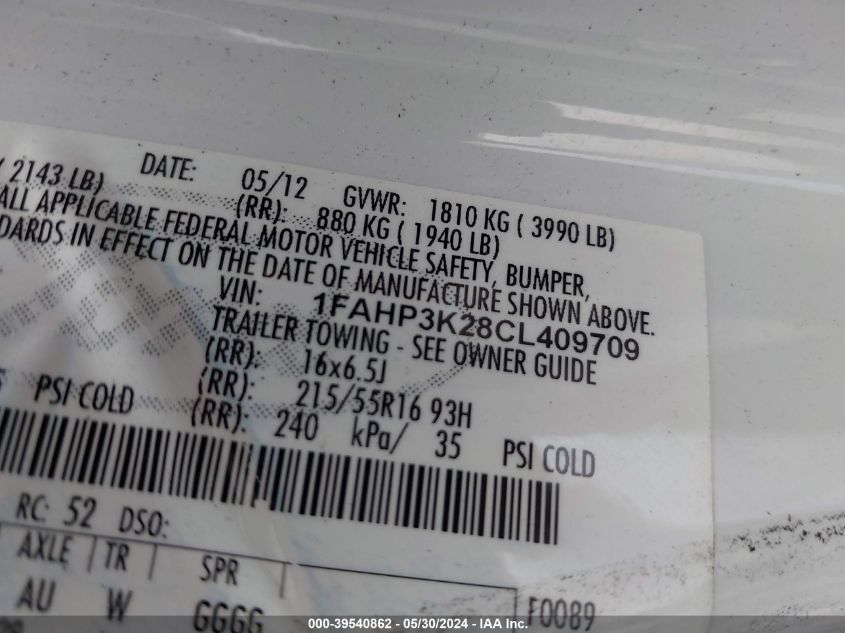 DATE: 05/12 GVWR: 1810 KG ( 3990 LB)
( 2143 LB) (RR): 880 KG ( 1940 LB)
ALL APPLICABLE FEDERAL MOTOR VEHICLE SAFETY, BUMPER,
DARDS IN EFFECT ON THE DATE OF MANUFACTURE SHOWN ABOVE.
VIN: 1FAHP3K28CL409709
TRAILER TOWING - SEE OWNER GUIDE
(RR): 16x6.5J
(RR): 215/55R16 93H
PSI COLD (RR): 240 kPa/ 35 PSI COLD
RC: 52 DSO:
AXLE TR SPR
AU W GGGG F0089
000-39540862 - 05/30/2024 - IAA Inc.